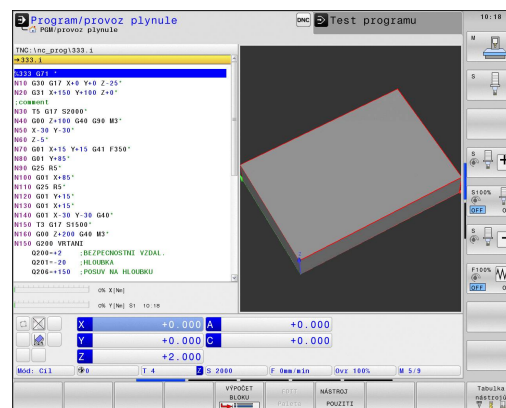 Program/provoz plynule
PGM/provoz plynule
DNC
Test programu
10:18
TNC:\nc_prog\333.i
→333.i
%333 G71 *
N10 G30 G17 X+0 Y+0 Z-25*
N20 G31 X+150 Y+100 Z+0*
;comment
N30 T5 G17 S2000*
N40 G00 Z+100 G40 G90 M3*
N50 X-30 Y-30*
N60 Z-5*
N70 G01 X+15 Y+15 G41 F350*
N80 G01 Y+85*
N90 G25 R5*
N100 G01 X+85*
N110 G25 R5*
N120 G01 Y+15*
N130 G01 X+15*
N140 G01 X-30 Y-30 G40*
N150 T3 G17 S1500*
N160 G00 Z+200 G40 M3*
N150 G200 VRTANI
Q200=+2 ;BEZPECNOSTNI VZDAL.
Q201=-20 ;HLOUBKA
Q206=+150 ;POSUV NA HLOUBKU
0% X[Nm]
0% Y[Nm] S1 10:18
X +0.000 A +0.000
Y +0.000 C +0.000
Z +2.000
Mód: Cíl 0 T 4 Z S 2000 F 0mm/min Ovr 100% M 5/9
M
S
S
S100%
OFF
S
F100%
OFF
VÝPOČET
BLOKU
NÁSTROJ
POUZITI
Tabulka
nástrojů